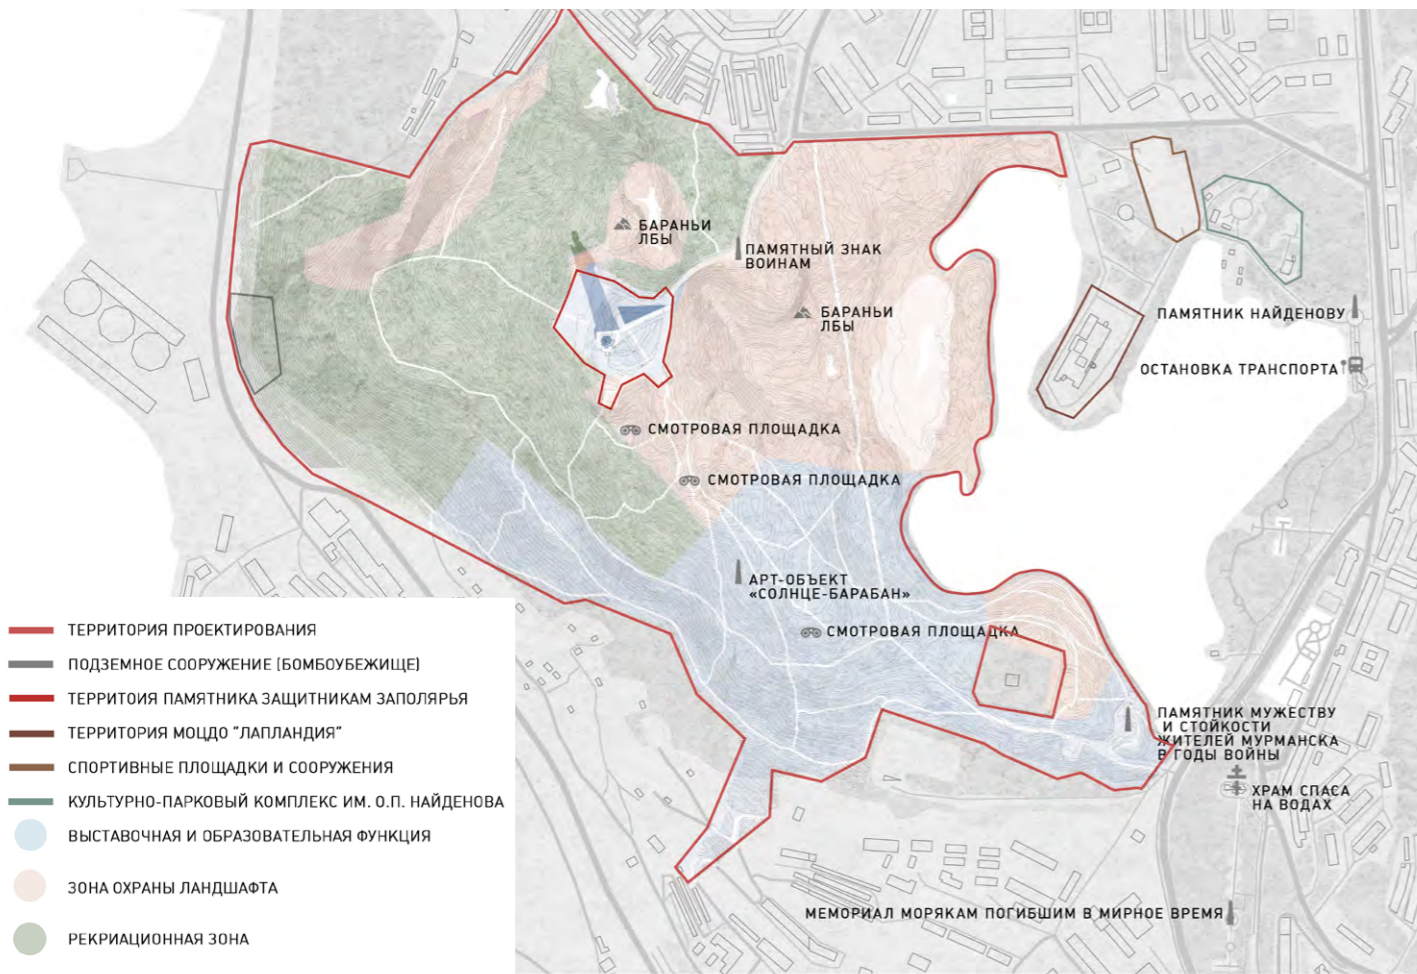 БАРАНЬИ
ЛБЫ
ПАМЯТНЫЙ ЗНАК
ВОИНАМ
БАРАНЬИ
ЛБЫ
ПАМЯТНИК НАЙДЕНОВУ
ОСТАНОВКА ТРАНСПОРТА
СМОТРОВАЯ ПЛОЩАДКА
СМОТРОВАЯ ПЛОЩАДКА
АРТ-ОБЪЕКТ
«СОЛНЦЕ-БАРАБАН»
СМОТРОВАЯ ПЛОЩАДКА
ПАМЯТНИК МУЖЕСТВУ
И СТОЙКОСТИ
ЖИТЕЛЕЙ МУРМАНСКА
В ГОДЫ ВОЙНЫ
ХРАМ СПАСА
НА ВОДАХ
МЕМОРИАЛ МОРЯКАМ ПОГИБШИМ В МИРНОЕ ВРЕМЯ
ТЕРРИТОРИЯ ПРОЕКТИРОВАНИЯ
ПОДЗЕМНОЕ СООРУЖЕНИЕ (БОМБОУБЕЖИЩЕ)
ТЕРРИТОИЯ ПАМЯТНИКА ЗАЩИТНИКАМ ЗАПОЛЯРЬЯ
ТЕРРИТОРИЯ МОЦДО "ЛАПЛАНДИЯ"
СПОРТИВНЫЕ ПЛОЩАДКИ И СООРУЖЕНИЯ
КУЛЬТУРНО-ПАРКОВЫЙ КОМПЛЕКС ИМ. О.П. НАЙДЕНОВА
ВЫСТАВОЧНАЯ И ОБРАЗОВАТЕЛЬНАЯ ФУНКЦИЯ
ЗОНА ОХРАНЫ ЛАНДШАФТА
РЕКРИАЦИОННАЯ ЗОНА